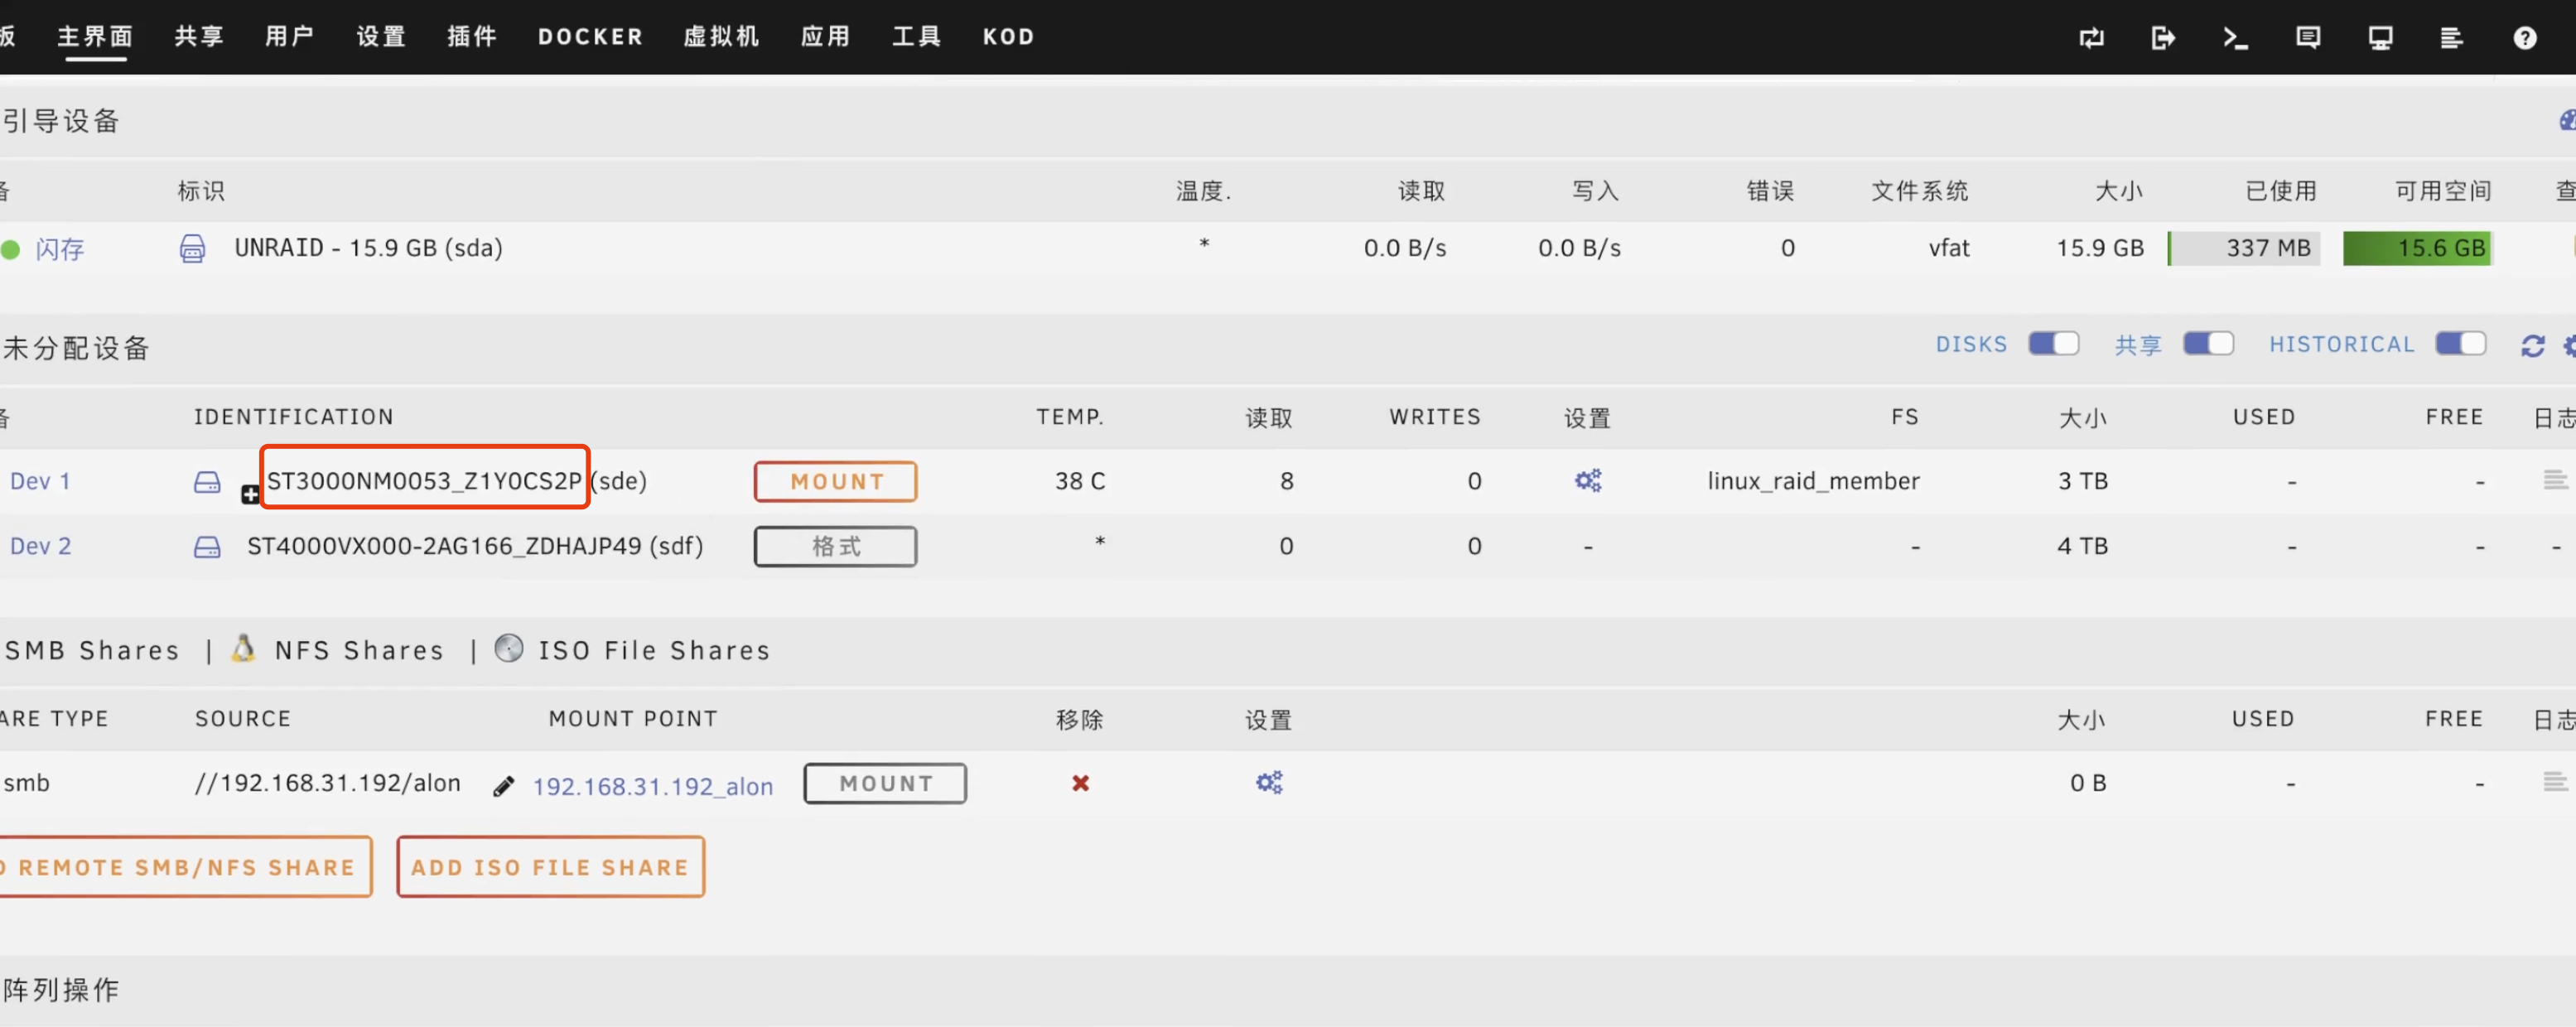 板 主界面 共享 用户 设置 插件 DOCKER 虚拟机 应用 工具 KOD
引导设备
备 标识 温度. 读取 写入 错误 文件系统 大小 已使用 可用空间 查
闪存 UNRAID - 15.9 GB (sda) * 0.0 B/s 0.0 B/s 0 vfat 15.9 GB 337 MB 15.6 GB
未分配设备 DISKS 共享 HISTORICAL
备 IDENTIFICATION TEMP. 读取 WRITES 设置 FS 大小 USED FREE 日志
Dev 1 ST3000NM0053_Z1Y0CS2P (sde) MOUNT 38 C 8 0 linux_raid_member 3 TB - -
Dev 2 ST4000VX000-2AG166_ZDHAJP49 (sdf) 格式 * 0 0 - - 4 TB - - -
SMB Shares | NFS Shares | ISO File Shares
ARE TYPE SOURCE MOUNT POINT 移除 设置 大小 USED FREE 日志
smb //192.168.31.192/alon 192.168.31.192_alon MOUNT 0 B - -
D REMOTE SMB/NFS SHARE ADD ISO FILE SHARE
阵列操作